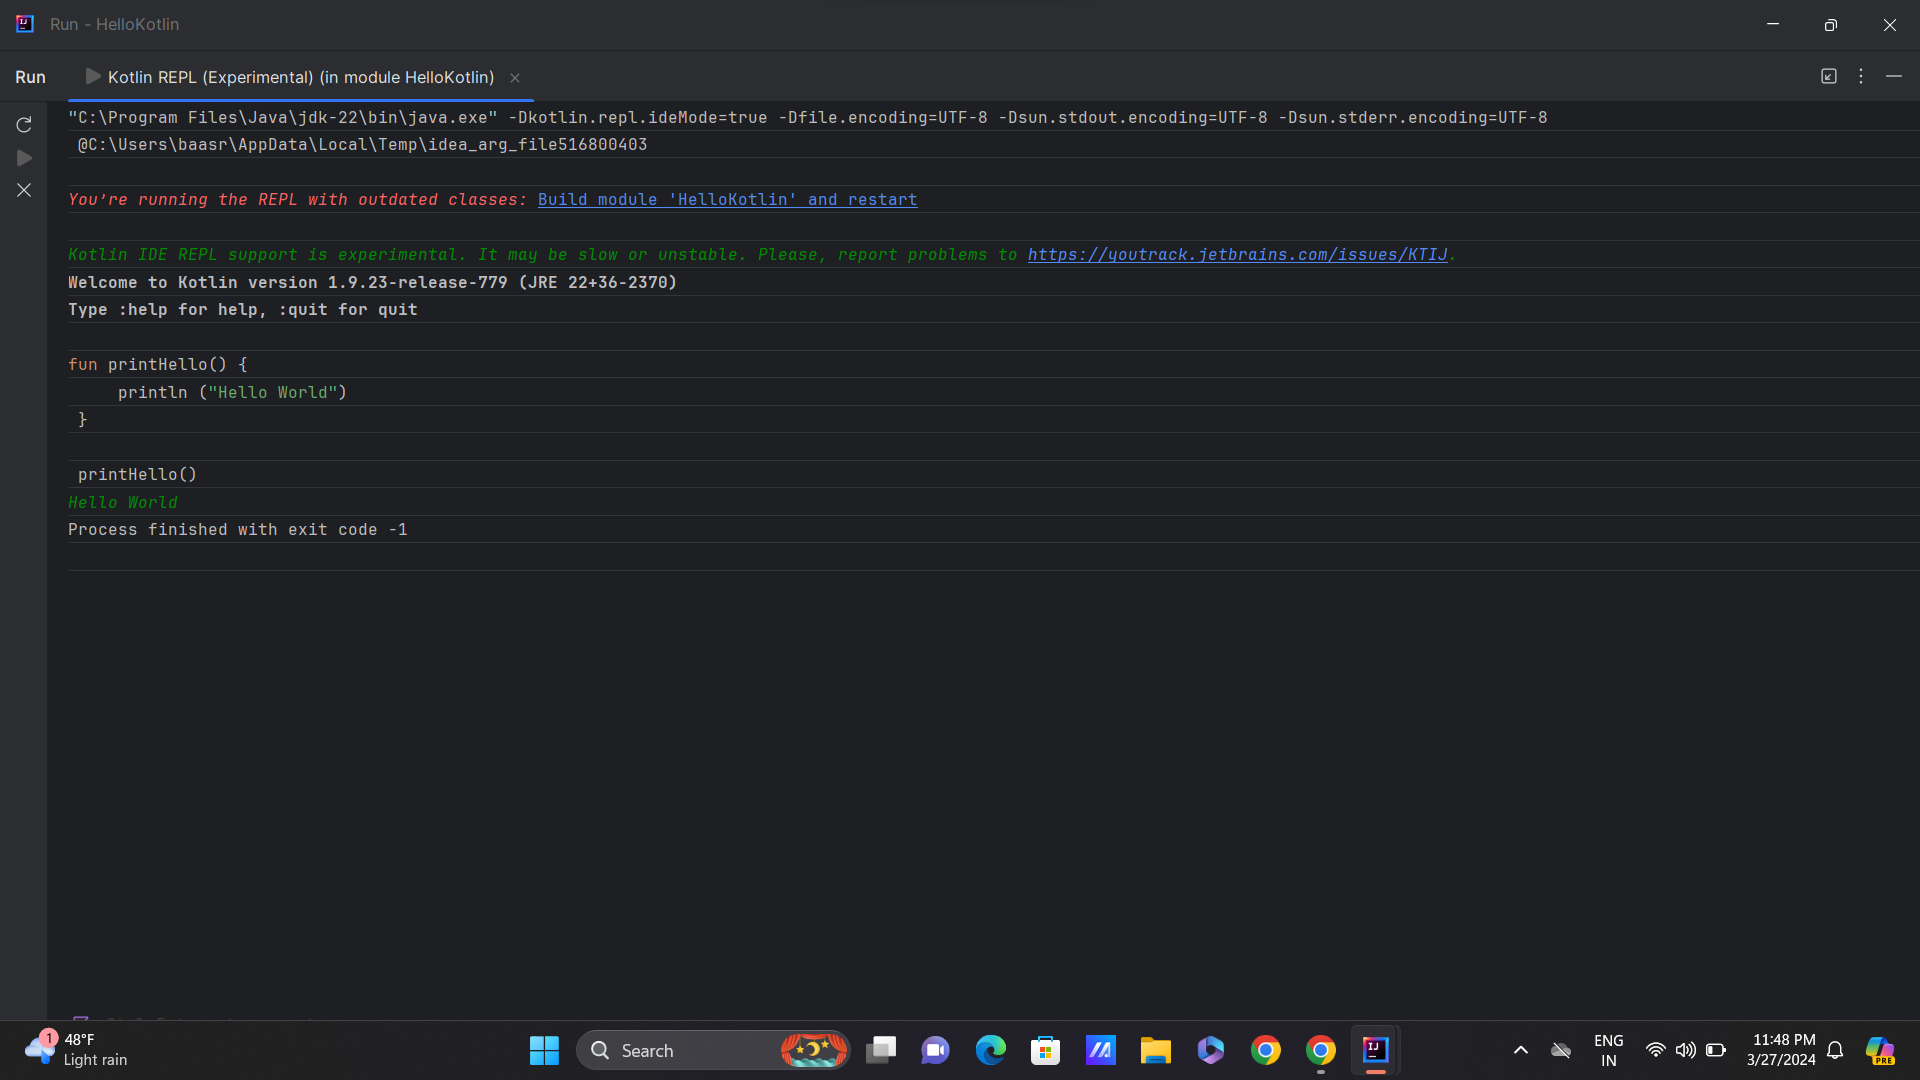 Run - HelloKotlin
Run
Kotlin REPL (Experimental) (in module HelloKotlin)
"C:\Program Files\Java\jdk-22\bin\java.exe" -Dkotlin.repl.ideMode=true -Dfile.encoding=UTF-8 -Dsun.stdout.encoding=UTF-8 -Dsun.stderr.encoding=UTF-8
@C:\Users\baasr\AppData\Local\Temp\idea_arg_file516800403
You're running the REPL with outdated classes: Build module 'HelloKotlin' and restart
Kotlin IDE REPL support is experimental. It may be slow or unstable. Please, report problems to https://youtrack.jetbrains.com/issues/KTIJ.
Welcome to Kotlin version 1.9.23-release-779 (JRE 22+36-2370)
Type :help for help, :quit for quit
fun printHello() {
println ("Hello World")
}
printHello()
Hello World
Process finished with exit code -1
1
48°F
Light rain
Search
ENG
IN
11:48 PM
3/27/2024
PRE